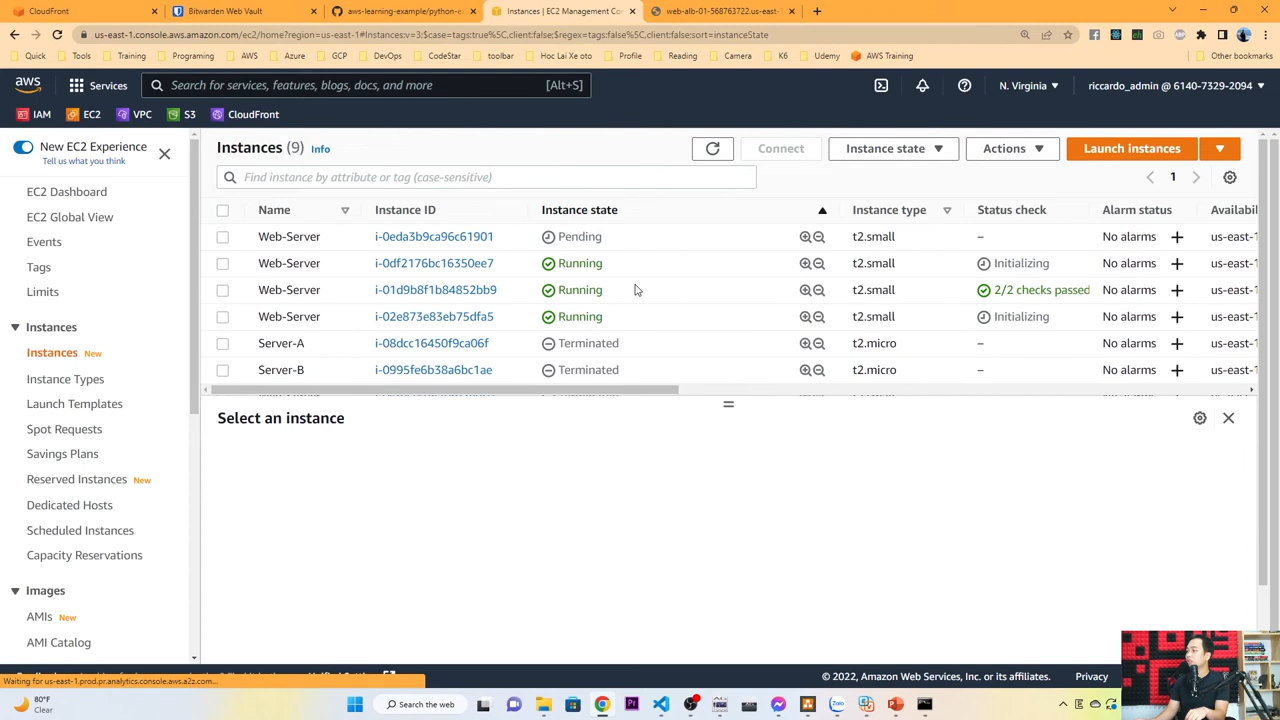 CloudFront
Bitwarden Web Vault
aws-learning-example/python-e
Instances | EC2 Management Con
web-alb-01-568763722.us-east-
us-east-1.console.aws.amazon.com/ec2/home?region=us-east-1#Instances:v=3;$case=tags:true%5C,client:false;$regex=tags:false%5C,client:false;sort=instanceState
Quick Tools Training Programing AWS Azure GCP DevOps CodeStar toolbar Hoc Lai Xe oto Profile Reading Camera K6 Udemy AWS Training Other bookmarks
aws Services Search for services, features, blogs, docs, and more [Alt+S] N. Virginia riccardo_admin @ 6140-7329-2094
IAM EC2 VPC S3 CloudFront
New EC2 Experience
Tell us what you think
EC2 Dashboard
EC2 Global View
Events
Tags
Limits
Instances
Instances New
Instance Types
Launch Templates
Spot Requests
Savings Plans
Reserved Instances New
Dedicated Hosts
Scheduled Instances
Capacity Reservations
Images
AMIs New
AMI Catalog
Instances (9) Info Connect Instance state Actions Launch instances
Find instance by attribute or tag (case-sensitive) 1
Name Instance ID Instance state Instance type Status check Alarm status Availabi
Web-Server i-0eda3b9ca96c61901 Pending t2.small – No alarms + us-east-1
Web-Server i-0df2176bc16350ee7 Running t2.small Initializing No alarms + us-east-1
Web-Server i-01d9b8f1b84852bb9 Running t2.small 2/2 checks passed No alarms + us-east-1
Web-Server i-02e873e83eb75dfa5 Running t2.small Initializing No alarms + us-east-1
Server-A i-08dcc16450f9ca06f Terminated t2.micro – No alarms + us-east-1
Server-B i-0995fe6b38a6bc1ae Terminated t2.micro – No alarms + us-east-1
Select an instance
© 2022, Amazon Web Services, Inc. or its affiliates. Privacy
Waiting for us-east-1.prod.pr.analytics.console.aws.a2z.com...
80°F
Clear
Search the web